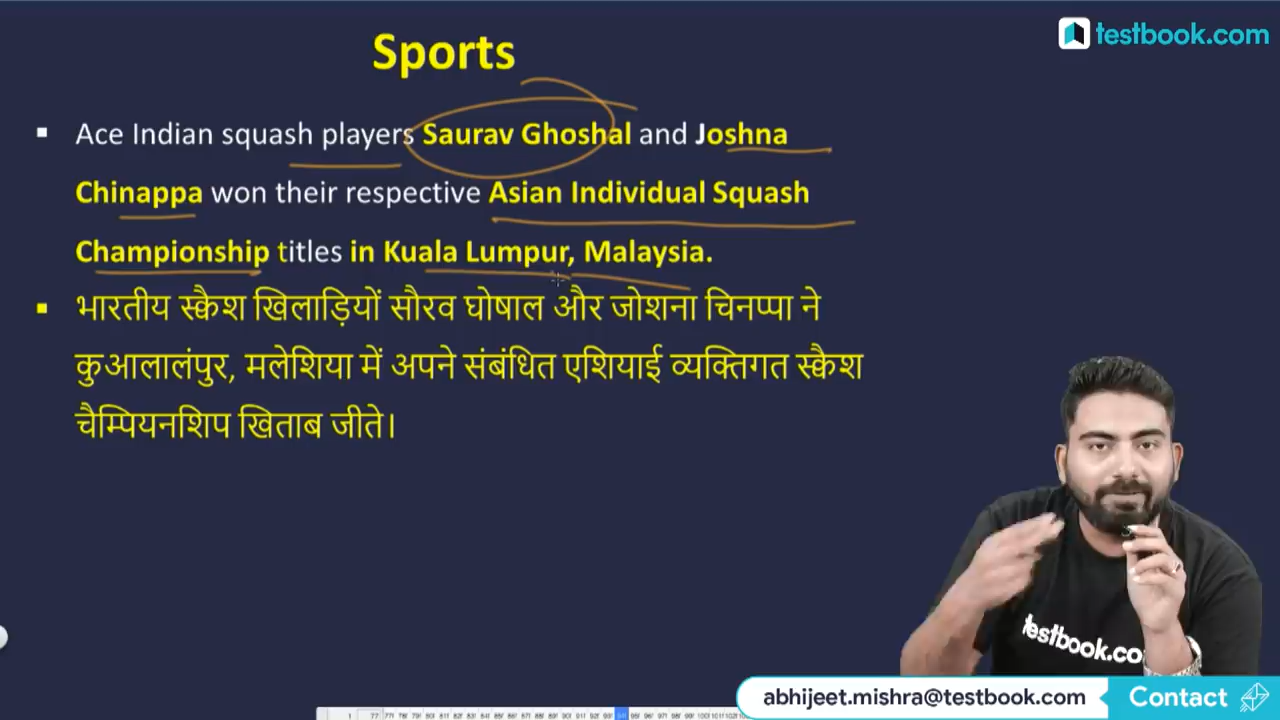 testbook.com
Sports
▪ Ace Indian squash players Saurav Ghoshal and Joshna
Chinappa won their respective Asian Individual Squash
Championship titles in Kuala Lumpur, Malaysia.
▪ भारतीय स्क्वैश खिलाड़ियों सौरव घोषाल और जोशना चिनप्पा ने
कुआलालंपुर, मलेशिया में अपने संबंधित एशियाई व्यक्तिगत स्क्वैश
चैम्पियनशिप खिताब जीते।
testbook.co
abhijeet.mishra@testbook.com Contact